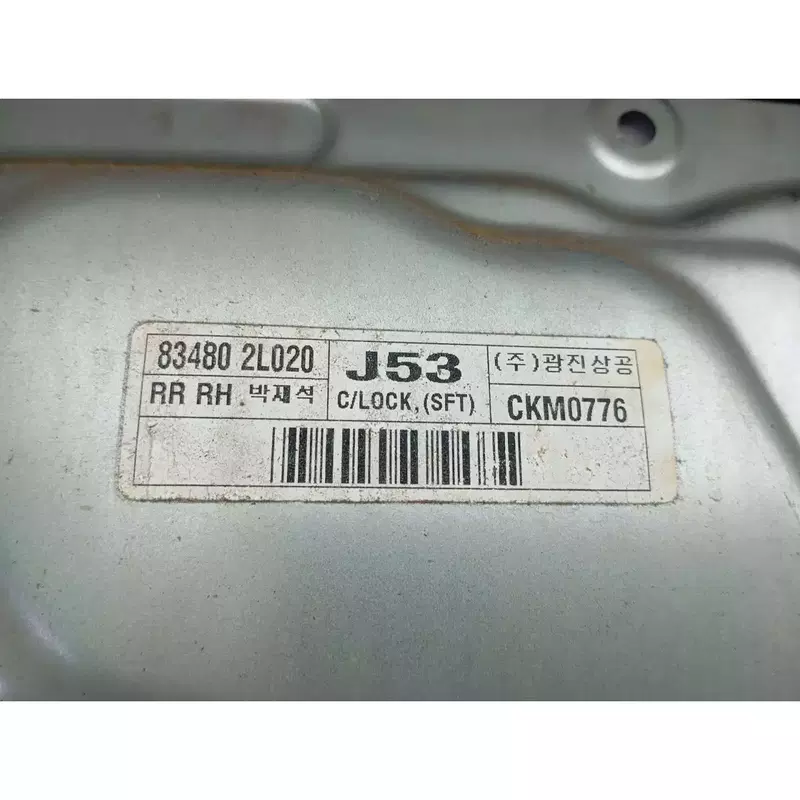 83480 2L020
RR RH .박재석
J53
C/LOCK,(SFT)
(주)광진상공
CKM0776